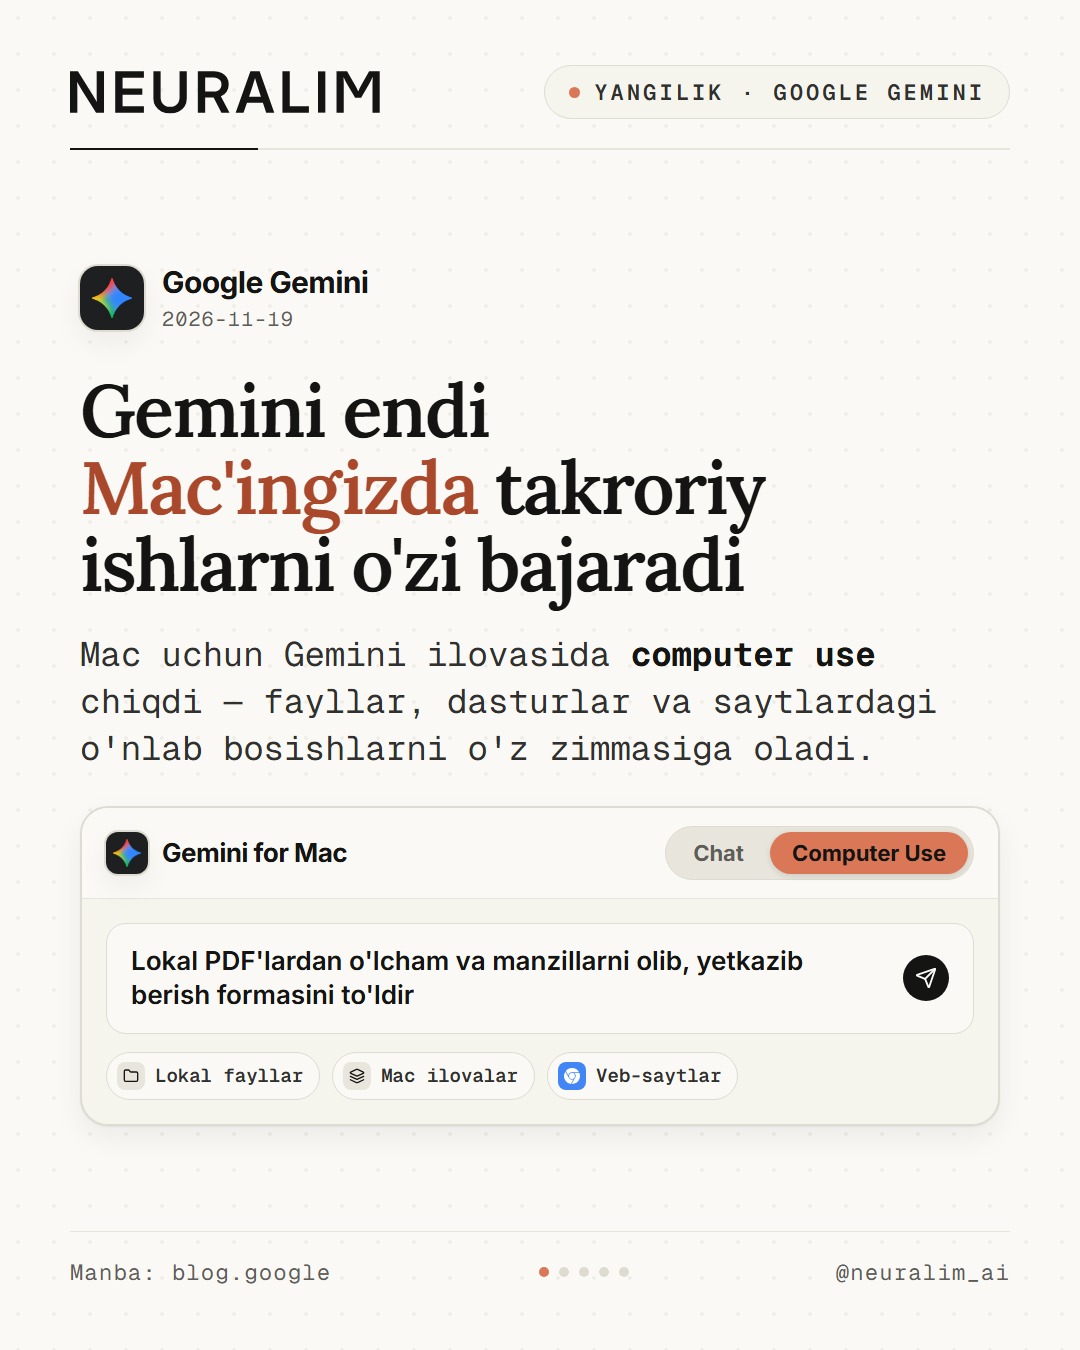 NEURALIM
YANGILIK · GOOGLE GEMINI
Google Gemini
2026-11-19
Gemini endi
Mac'ingizda takroriy
ishlarni o'zi bajaradi
Mac uchun Gemini ilovasida computer use
chiqdi — fayllar, dasturlar va saytlardagi
o'nlab bosishlarni o'z zimmasiga oladi.
Gemini for Mac
Chat
Computer Use
Lokal PDF'lardan o'lcham va manzillarni olib, yetkazib
berish formasini to'ldir
Lokal fayllar
Mac ilovalar
Veb-saytlar
Manba: blog.google
@neuralim_ai